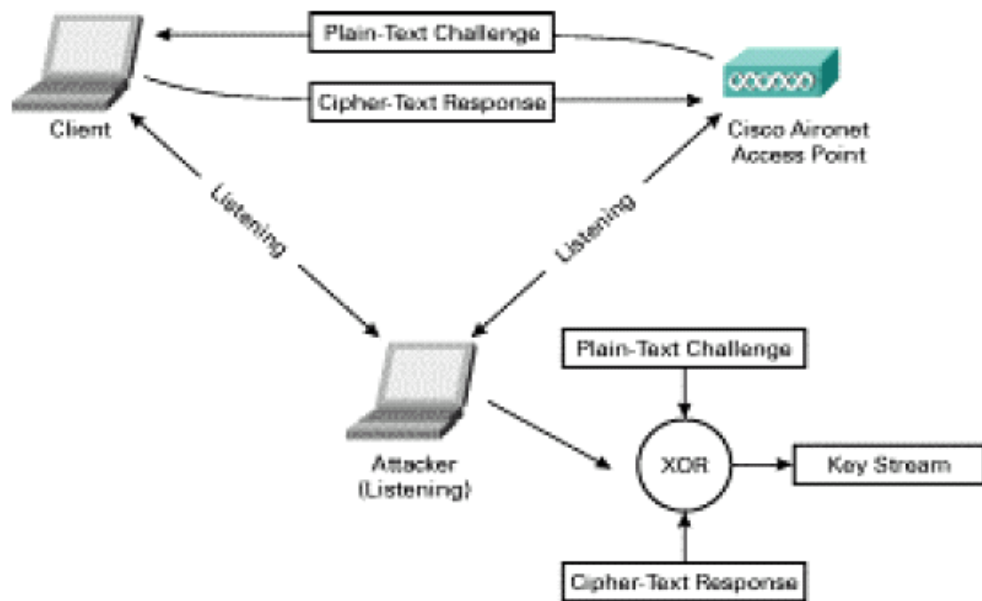 Plain-Text Challenge
Cipher-Text Response
Client
Cisco Aironet
Access Point
Listening
Listening
Plain-Text Challenge
Attacker
(Listening)
XOR
Key Stream
Cipher-Text Response